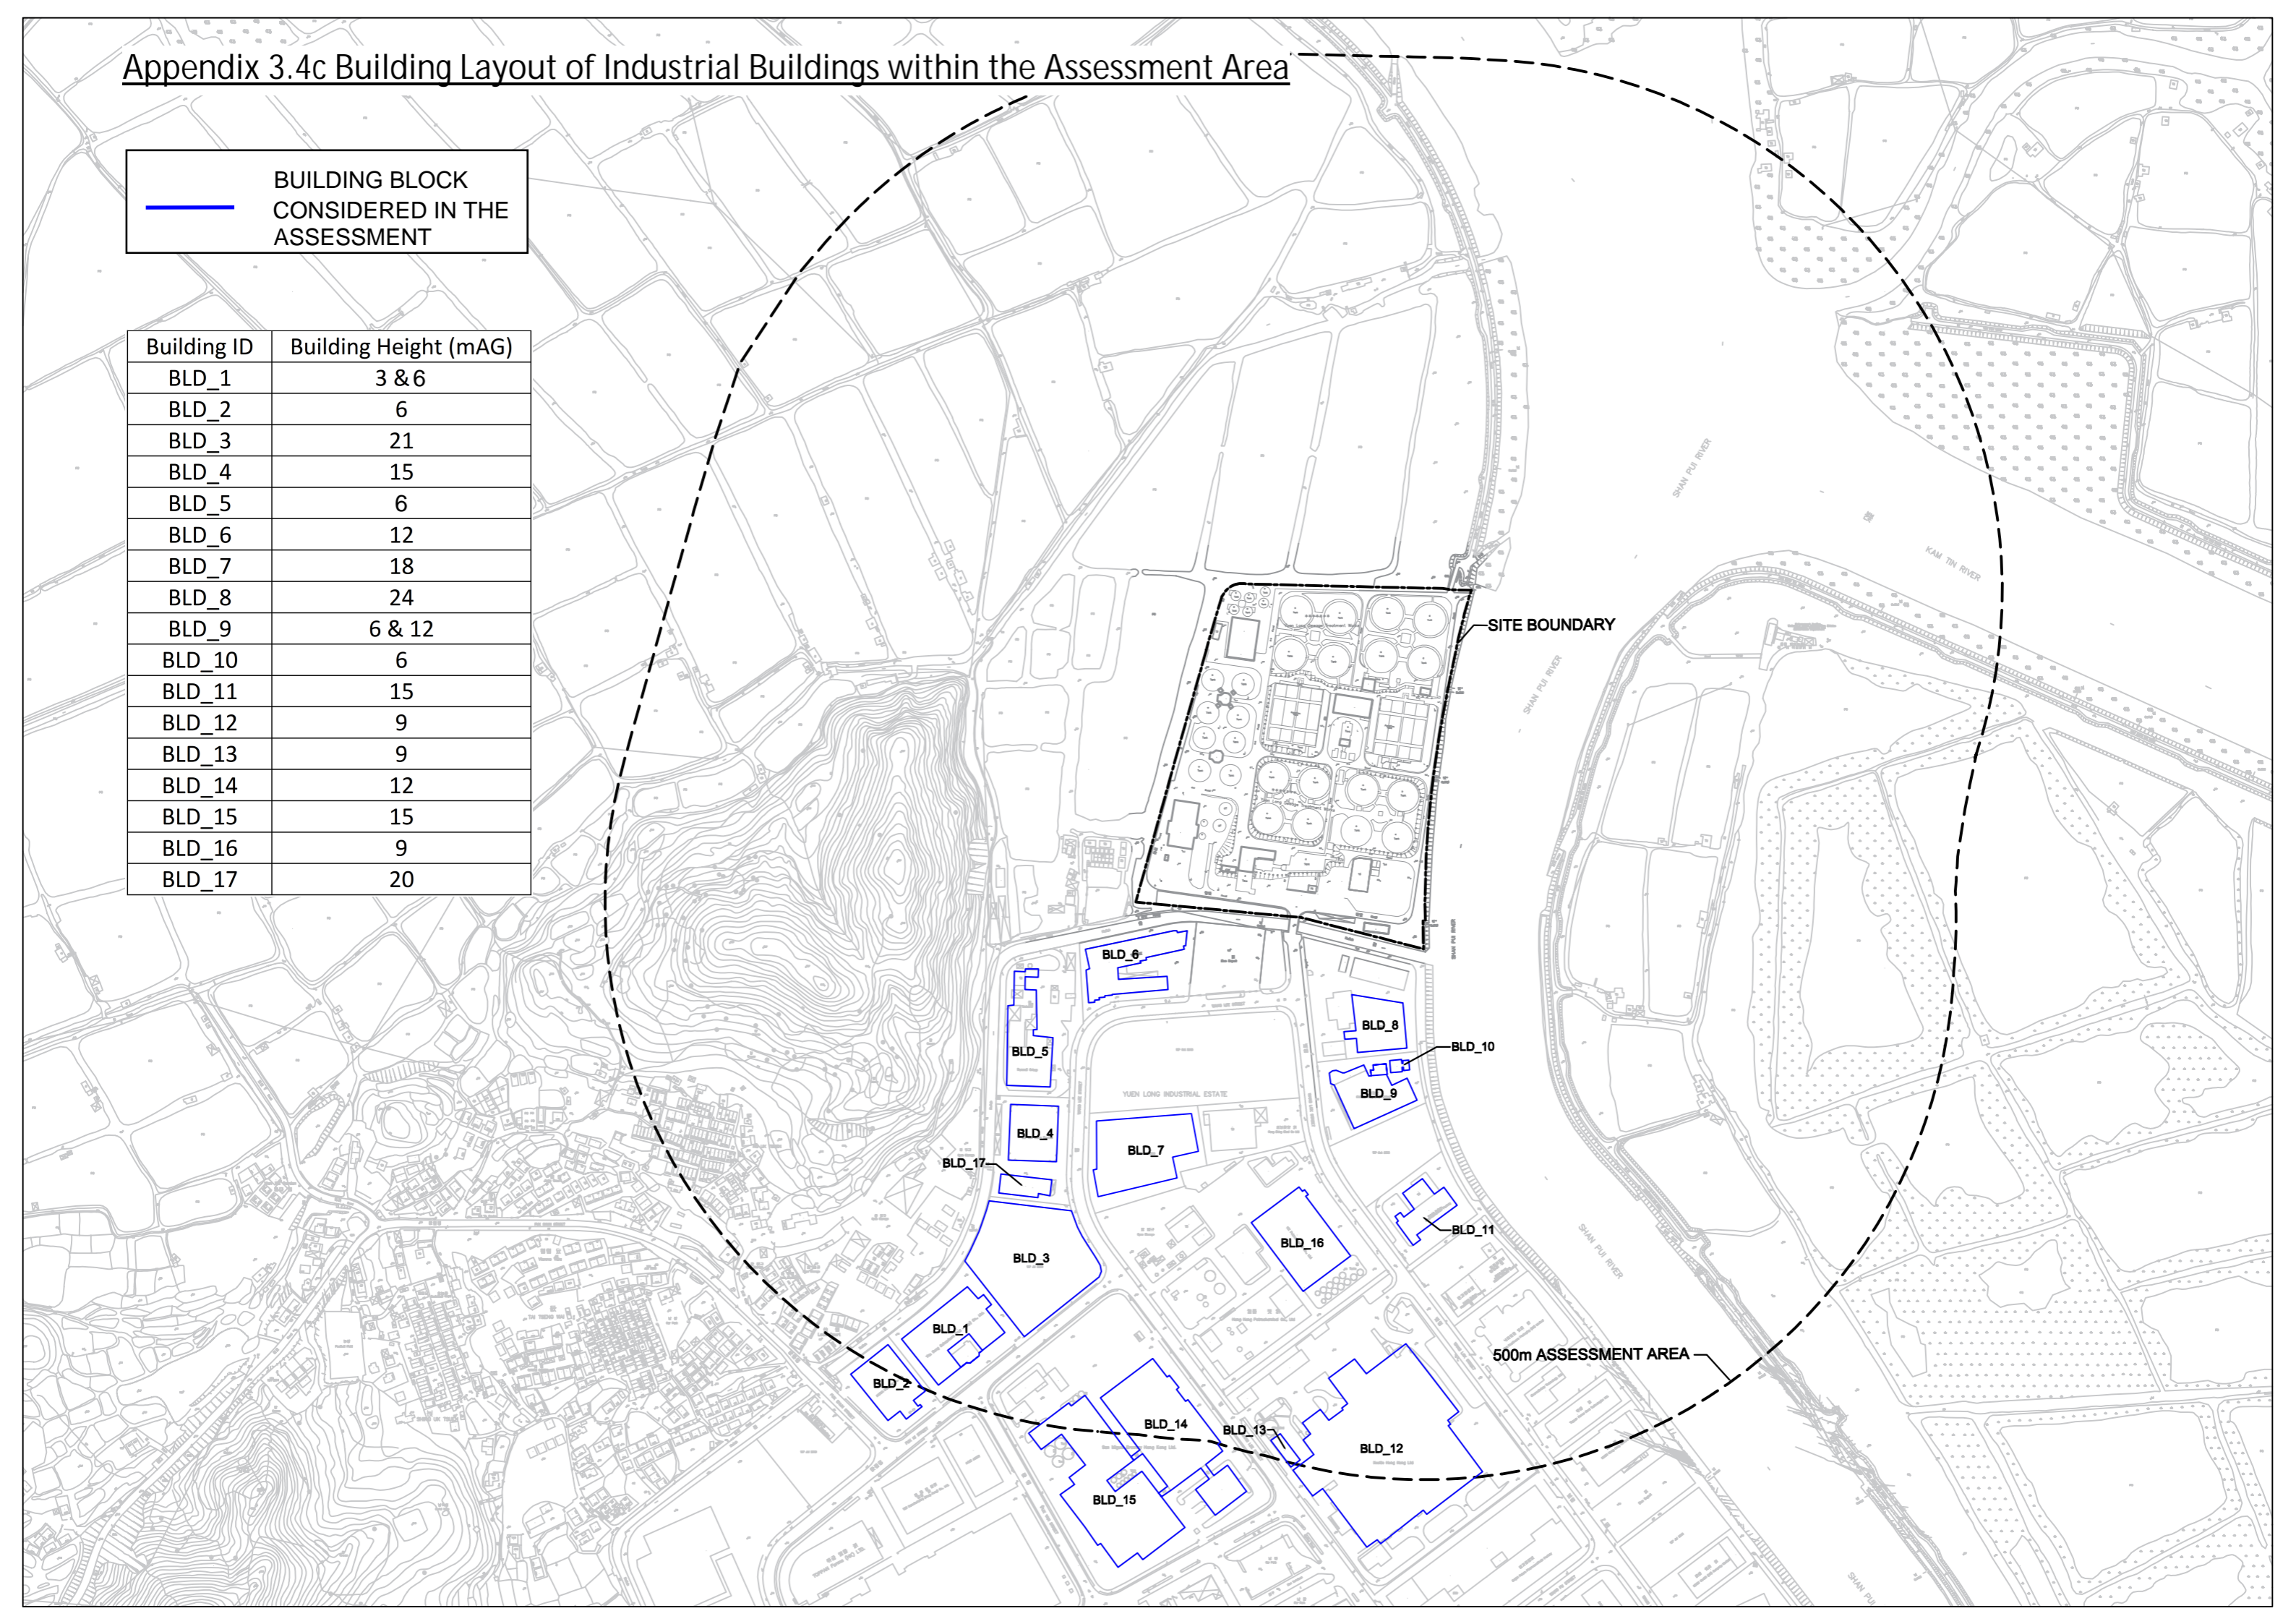 Appendix 3.4c Building Layout of Industrial Buildings within the Assessment Area
BUILDING BLOCK
CONSIDERED IN THE
ASSESSMENT
Building ID Building Height (mAG)
BLD_1 3 & 6
BLD_2 6
BLD_3 21
BLD_4 15
BLD_5 6
BLD_6 12
BLD_7 18
BLD_8 24
BLD_9 6 & 12
BLD_10 6
BLD_11 15
BLD_12 9
BLD_13 9
BLD_14 12
BLD_15 15
BLD_16 9
BLD_17 20
SHAN PUI RIVER
KAM TIN RIVER
SITE BOUNDARY
SHAN PUI RIVER
SHAN PUI RIVER
BLD_6
BLD_8
BLD_5
BLD_10
BLD_9
YUEN LONG INDUSTRIAL ESTATE
BLD_4
BLD_7
BLD_17
BLD_11
BLD_16
BLD_3
SHAN PUI RIVER
BLD_1
500m ASSESSMENT AREA
BLD_2
BLD_14
BLD_13
BLD_12
BLD_15
SHAN PUI